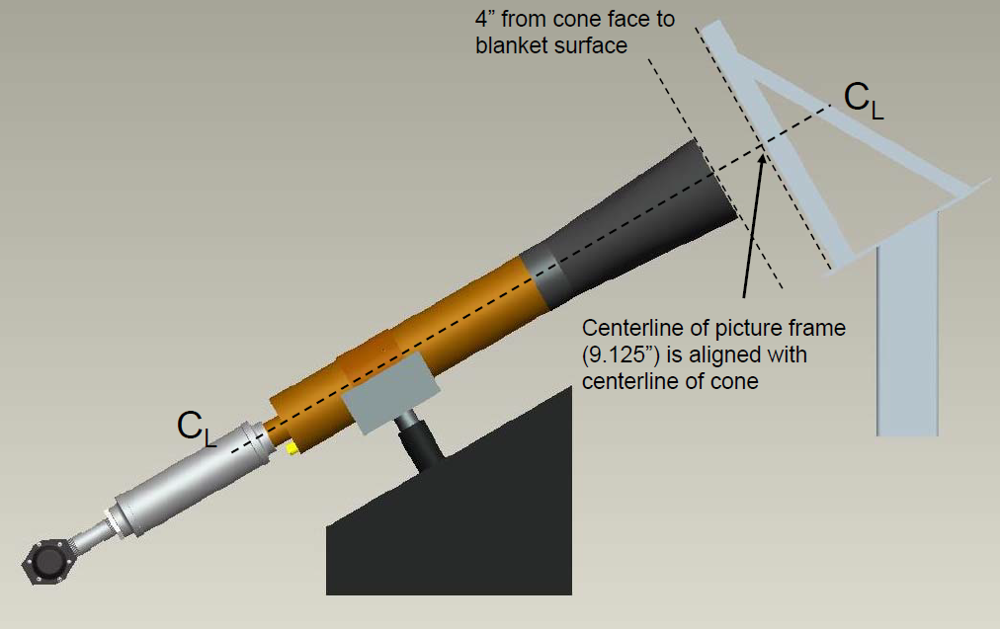 4” from cone face to
blanket surface
CL
Centerline of picture frame
(9.125”) is aligned with
centerline of cone
CL